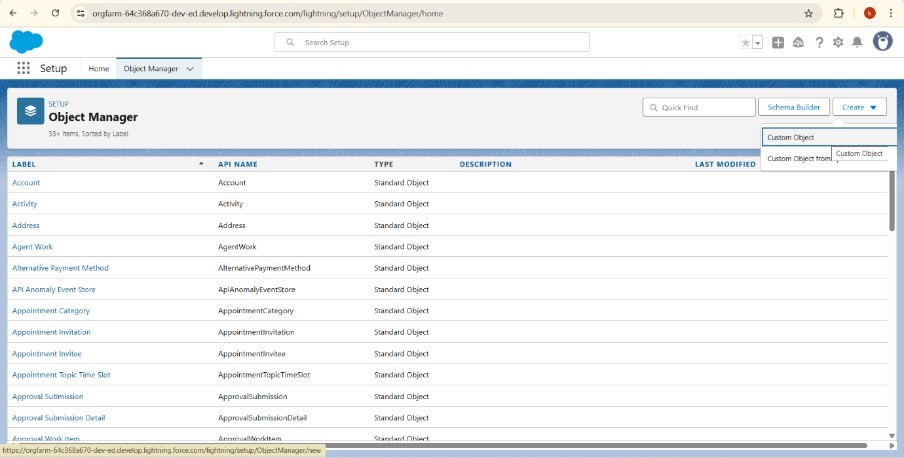 orgfarm-64c368a670-dev-ed.develop.lightning.force.com/lightning/setup/ObjectManager/home
k
Search Setup
Setup
Home
Object Manager
SETUP
Object Manager
53+ Items, Sorted by Label
Quick Find
Schema Builder
Create
Custom Object
Custom Object from
Custom Object
LABEL API NAME TYPE DESCRIPTION LAST MODIFIED
Account Account Standard Object
Activity Activity Standard Object
Address Address Standard Object
Agent Work AgentWork Standard Object
Alternative Payment Method AlternativePaymentMethod Standard Object
API Anomaly Event Store ApiAnomalyEventStore Standard Object
Appointment Category AppointmentCategory Standard Object
Appointment Invitation AppointmentInvitation Standard Object
Appointment Invitee AppointmentInvitee Standard Object
Appointment Topic Time Slot AppointmentTopicTimeSlot Standard Object
Approval Submission ApprovalSubmission Standard Object
Approval Submission Detail ApprovalSubmissionDetail Standard Object
Approval Work Item ApprovalWorkItem Standard Object
https://orgfarm-64c368a670-dev-ed.develop.lightning.force.com/lightning/setup/ObjectManager/new